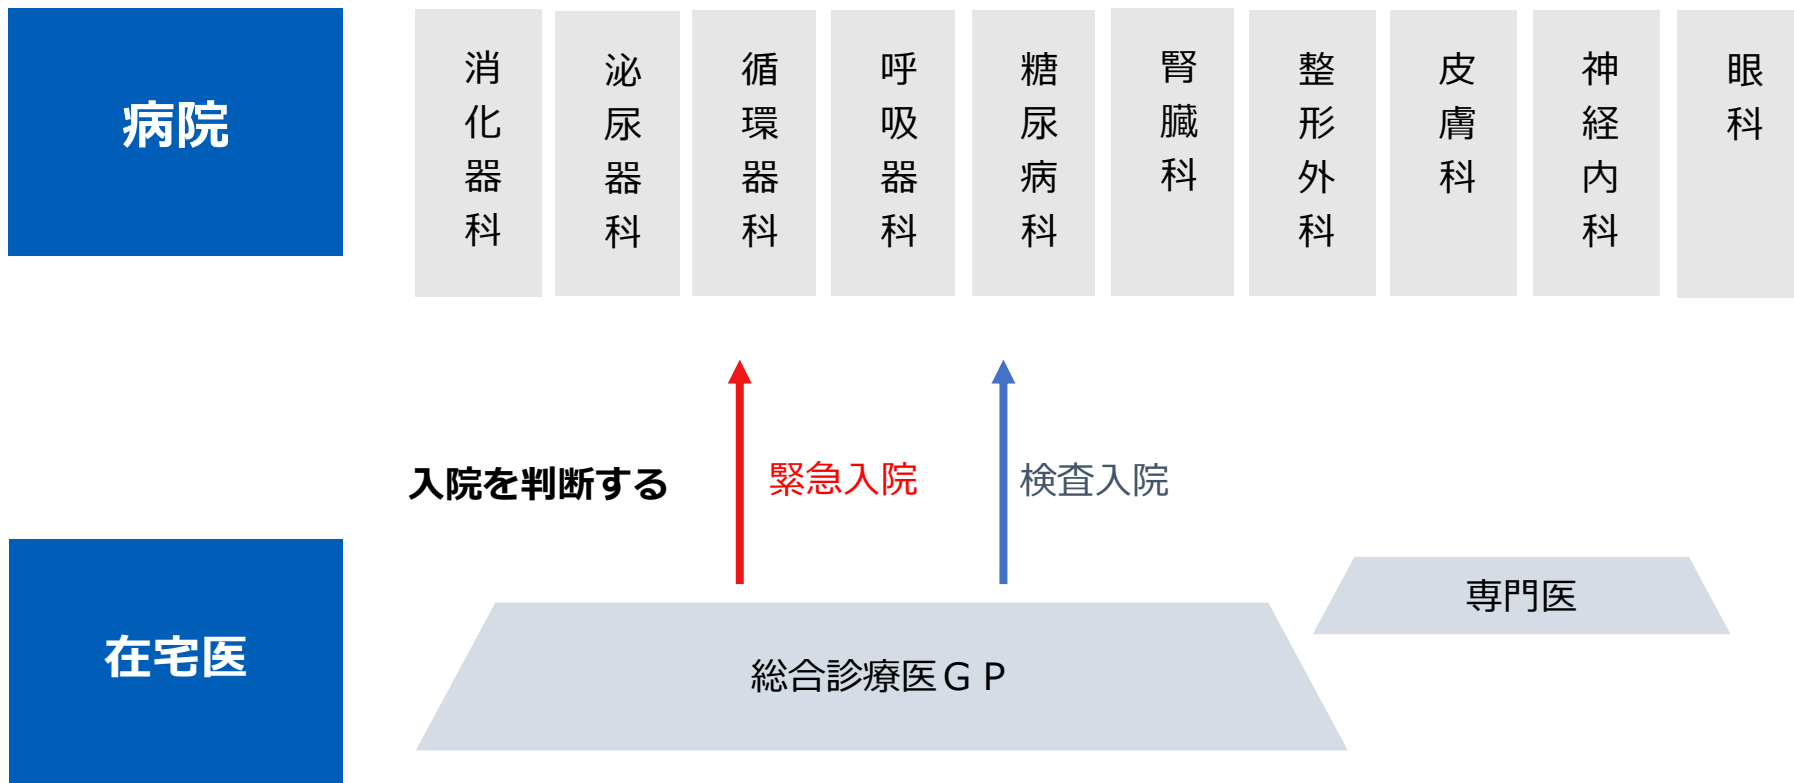 病院
消化器科
泌尿器科
循環器科
呼吸器科
糖尿病科
腎臓科
整形外科
皮膚科
神経内科
眼科
入院を判断する
緊急入院
検査入院
在宅医
専門医
総合診療医ＧＰ